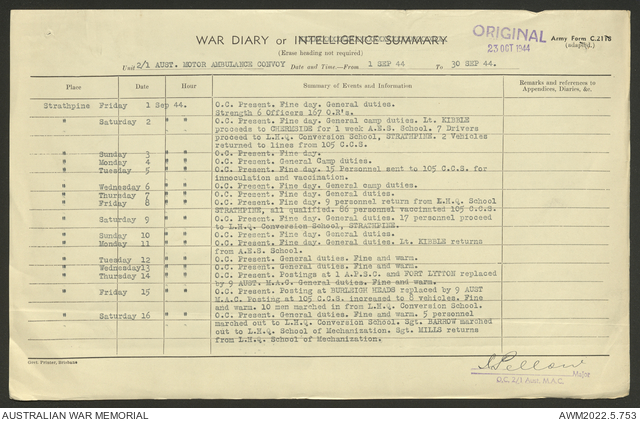 WAR DIARY or INTELLIGENCE SUMMARY
(Erase heading not required)
ORIGINAL
23 OCT 1944
Army Form C.2118
(adapted.)
Unit 2/1 AUST. MOTOR AMBULANCE CONVOY Date and Time.—From 1 SEP 44 To 30 SEP 44.
Place Date Hour Summary of Events and Information Remarks and references to Appendices, Diaries, &c.
Strathpine Friday 1 Sep 44. O.C. Present. Fine day. General duties.
Strength 6 Officers 167 O.R's.
" Saturday 2 " " O.C. Present. Fine day. General camp duties. Lt. KIBBLE
proceeds to CHERMSIDE for 1 week A.E.S. School. 7 Drivers
proceed to L.H.Q. Conversion School, STRATHPINE. 2 Vehicles
returned to lines from 105 C.C.S.
" Sunday 3 " " O.C. Present. Fine day.
" Monday 4 " " O.C. Present. General Camp duties.
" Tuesday 5 " " O.C. Present. Fine day. 15 Personnel sent to 105 C.C.S. for
innoculation and vaccination.
" Wednesday 6 " " O.C. Present. Fine day. General camp duties.
" Thursday 7 " " O.C. Present. Fine day. General duties.
" Friday 8 " " O.C. Present. Fine day. 9 personnel return from L.H.Q. School
STRATHPINE, all qualified. 86 personnel vaccinated 105 C.C.S.
" Saturday 9 " " O.C. Present. Fine day. General duties. 17 personnel proceed
to L.H.Q. Conversion School, STRATHPINE.
" Sunday 10 " " O.C. Present. Fine day. General duties.
" Monday 11 " " O.C. Present. Fine day. General duties. Lt. KIBBLE returns
from A.E.S. School.
" Tuesday 12 " " O.C. Present. General duties. Fine and warm.
" Wednesday 13 " " O.C. Present. General duties. Fine and warm.
" Thursday 14 " " O.C. Present. Postings at 1 A.P.S.C. and FORT LYTTON replaced
by 9 AUST. M.A.C. General duties. Fine and warm.
" Friday 15 " " O.C. Present. Posting at BURLEIGH HEADS replaced by 9 AUST
M.A.C. Posting at 105 C.C.S. increased to 8 vehicles. Fine
and warm. 10 men marched in from L.H.Q. Conversion School.
" Saturday 16 " " O.C. Present. General duties. Fine and warm. 5 personnel
marched out to L.H.Q. Conversion School. Sgt. BARROW marched
out to L.H.Q. School of Mechanization. Sgt. MILLS returns
from L.H.Q. School of Mechanization.
Govt. Printer, Brisbane
Major
O.C. 2/1 Aust. M.A.C.
AUSTRALIAN WAR MEMORIAL
AWM2022.5.753